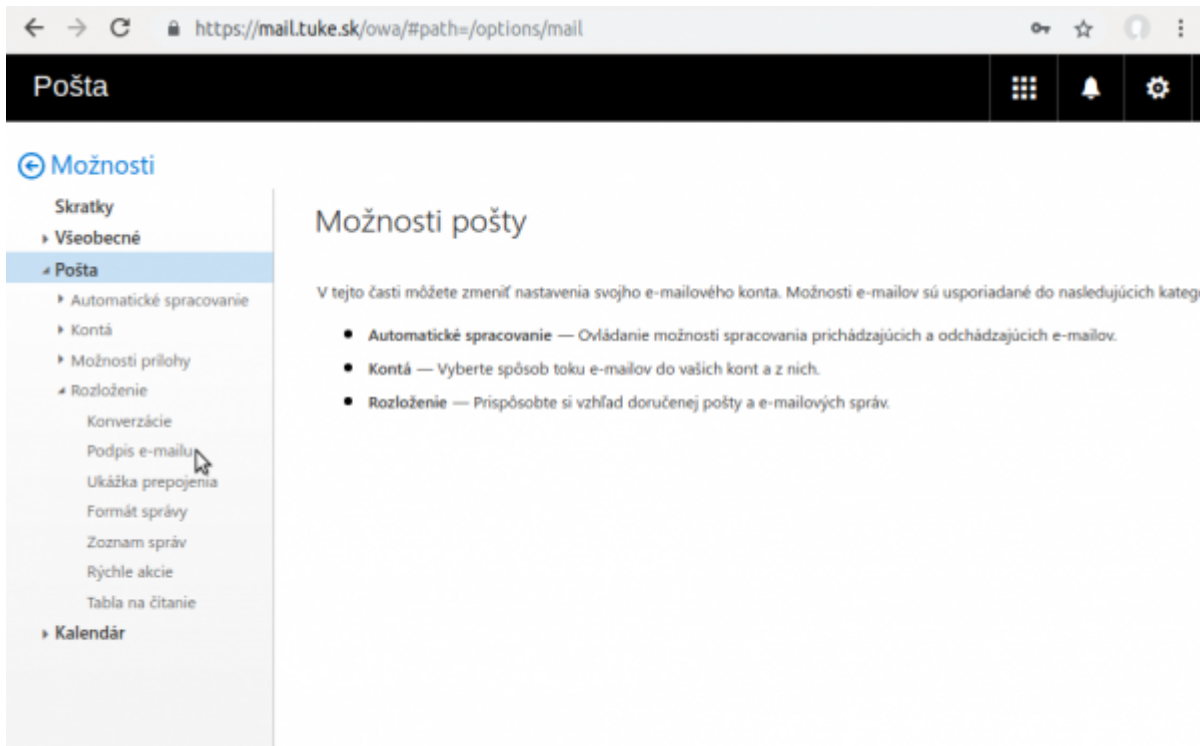 https://mail.tuke.sk/owa/#path=/options/mail
Pošta
Možnosti
Skratky
Všeobecné
Pošta
Automatické spracovanie
Kontá
Možnosti prílohy
Rozloženie
Konverzácie
Podpis e-mailu
Ukážka prepojenia
Formát správy
Zoznam správ
Rýchle akcie
Tabla na čítanie
Kalendár
Možnosti pošty
V tejto časti môžete zmeniť nastavenia svojho e-mailového konta. Možnosti e-mailov sú usporiadané do nasledujúcich
Automatické spracovanie — Ovládanie možností spracovania prichádzajúcich a odchádzajúcich e-mailov.
Kontá — Vyberte spôsob toku e-mailov do vašich kont a z nich.
Rozloženie — Prispôsobte si vzhľad doručenej pošty a e-mailových správ.